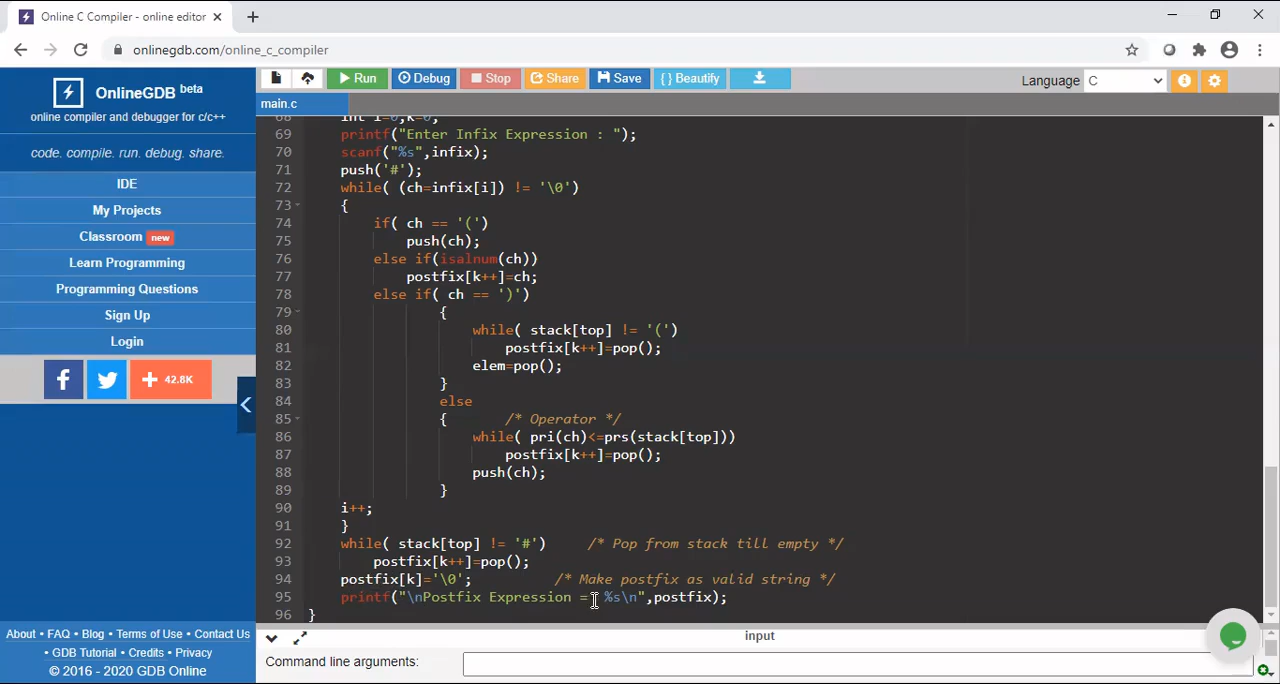 Online C Compiler - online editor
onlinegdb.com/online_c_compiler
OnlineGDB beta
online compiler and debugger for c/c++
code. compile. run. debug. share.
IDE
My Projects
Classroom new
Learn Programming
Programming Questions
Sign Up
Login
f + 42.8K
About • FAQ • Blog • Terms of Use • Contact Us
• GDB Tutorial • Credits • Privacy
© 2016 - 2020 GDB Online
Run Debug Stop Share Save { } Beautify Language C
main.c
68 int i=0,k=0;
69 printf("Enter Infix Expression : ");
70 scanf("%s",infix);
71 push('#');
72 while( (ch=infix[i]) != '\0')
73 {
74 if( ch == '(')
75 push(ch);
76 else if(isalnum(ch))
77 postfix[k++]=ch;
78 else if( ch == ')')
79 {
80 while( stack[top] != '(')
81 postfix[k++]=pop();
82 elem=pop();
83 }
84 else
85 { /* Operator */
86 while( pri(ch)<=prs(stack[top]))
87 postfix[k++]=pop();
88 push(ch);
89 }
90 i++;
91 }
92 while( stack[top] != '#') /* Pop from stack till empty */
93 postfix[k++]=pop();
94 postfix[k]='\0'; /* Make postfix as valid string */
95 printf("\nPostfix Expression = %s\n",postfix);
96 }
input
Command line arguments: